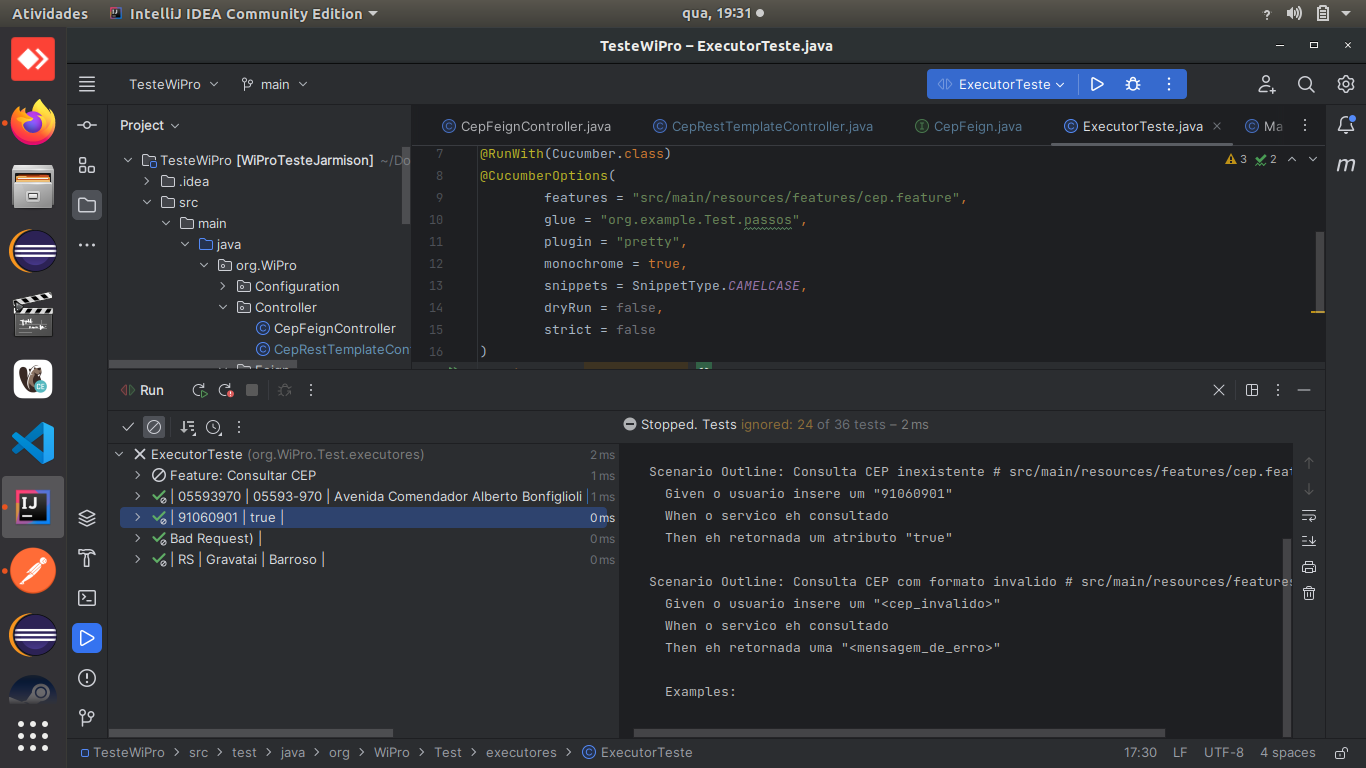 Atividades IntelliJ IDEA Community Edition qua, 19:31 ?
TesteWiPro – ExecutorTeste.java
TesteWiPro main ExecutorTeste
Project
CepFeignController.java CepRestTemplateController.java CepFeign.java ExecutorTeste.java Ma
TesteWiPro [WiProTesteJarmison] ~/Do
.idea
src
main
java
org.WiPro
Configuration
Controller
CepFeignController
CepRestTemplateCon
3 2
7 @RunWith(Cucumber.class)
8 @CucumberOptions(
9 features = "src/main/resources/features/cep.feature",
10 glue = "org.example.Test.passos",
11 plugin = "pretty",
12 monochrome = true,
13 snippets = SnippetType.CAMELCASE,
14 dryRun = false,
15 strict = false
16 )
m
CE
Run
Stopped. Tests ignored: 24 of 36 tests – 2 ms
ExecutorTeste (org.WiPro.Test.executores) 2 ms
Feature: Consultar CEP 1 ms
| 05593970 | 05593-970 | Avenida Comendador Alberto Bonfiglioli | 1 ms
| 91060901 | true | 0 ms
Bad Request) | 0 ms
| RS | Gravatai | Barroso | 0 ms
Scenario Outline: Consulta CEP inexistente # src/main/resources/features/cep.feat
Given o usuario insere um "91060901"
When o servico eh consultado
Then eh retornada um atributo "true"
Scenario Outline: Consulta CEP com formato invalido # src/main/resources/features
Given o usuario insere um "<cep_invalido>"
When o servico eh consultado
Then eh retornada uma "<mensagem_de_erro>"
Examples:
TesteWiPro > src > test > java > org > WiPro > Test > executores > ExecutorTeste 17:30 LF UTF-8 4 spaces